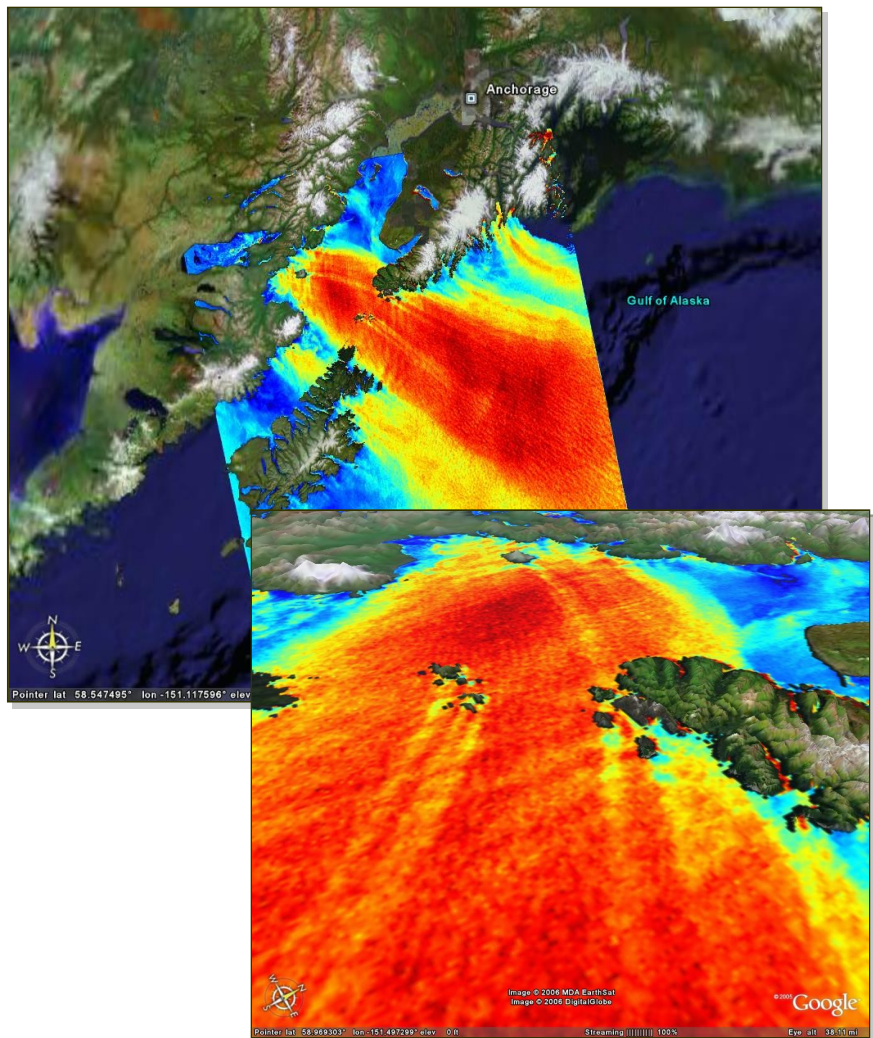 Anchorage
Gulf of Alaska
N
W E
S
Pointer lat 58.547495° lon -151.117596° elev
N
W
E
S
Image © 2006 MDA EarthSat
Image © 2006 DigitalGlobe
© 2005 Google
Pointer lat 58.969303° lon -151.497299° elev 0 ft Streaming |||||||||| 100% Eye alt 38.11 mi